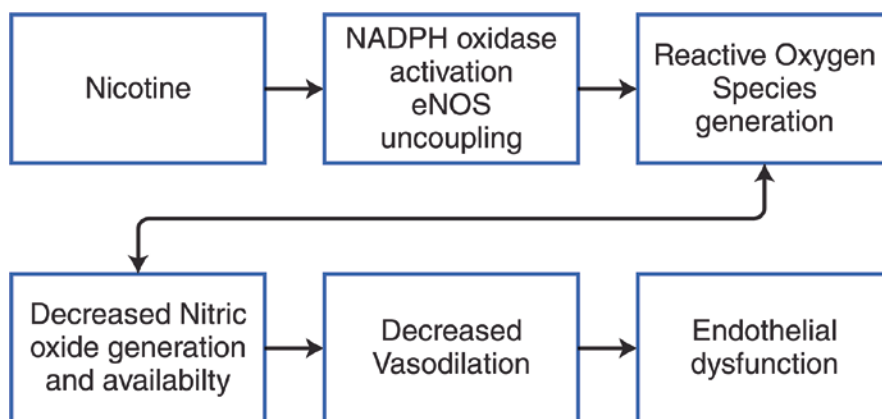 Nicotine
NADPH oxidase
activation
eNOS
uncoupling
Reactive Oxygen
Species
generation
Decreased Nitric
oxide generation
and availabilty
Decreased
Vasodilation
Endothelial
dysfunction